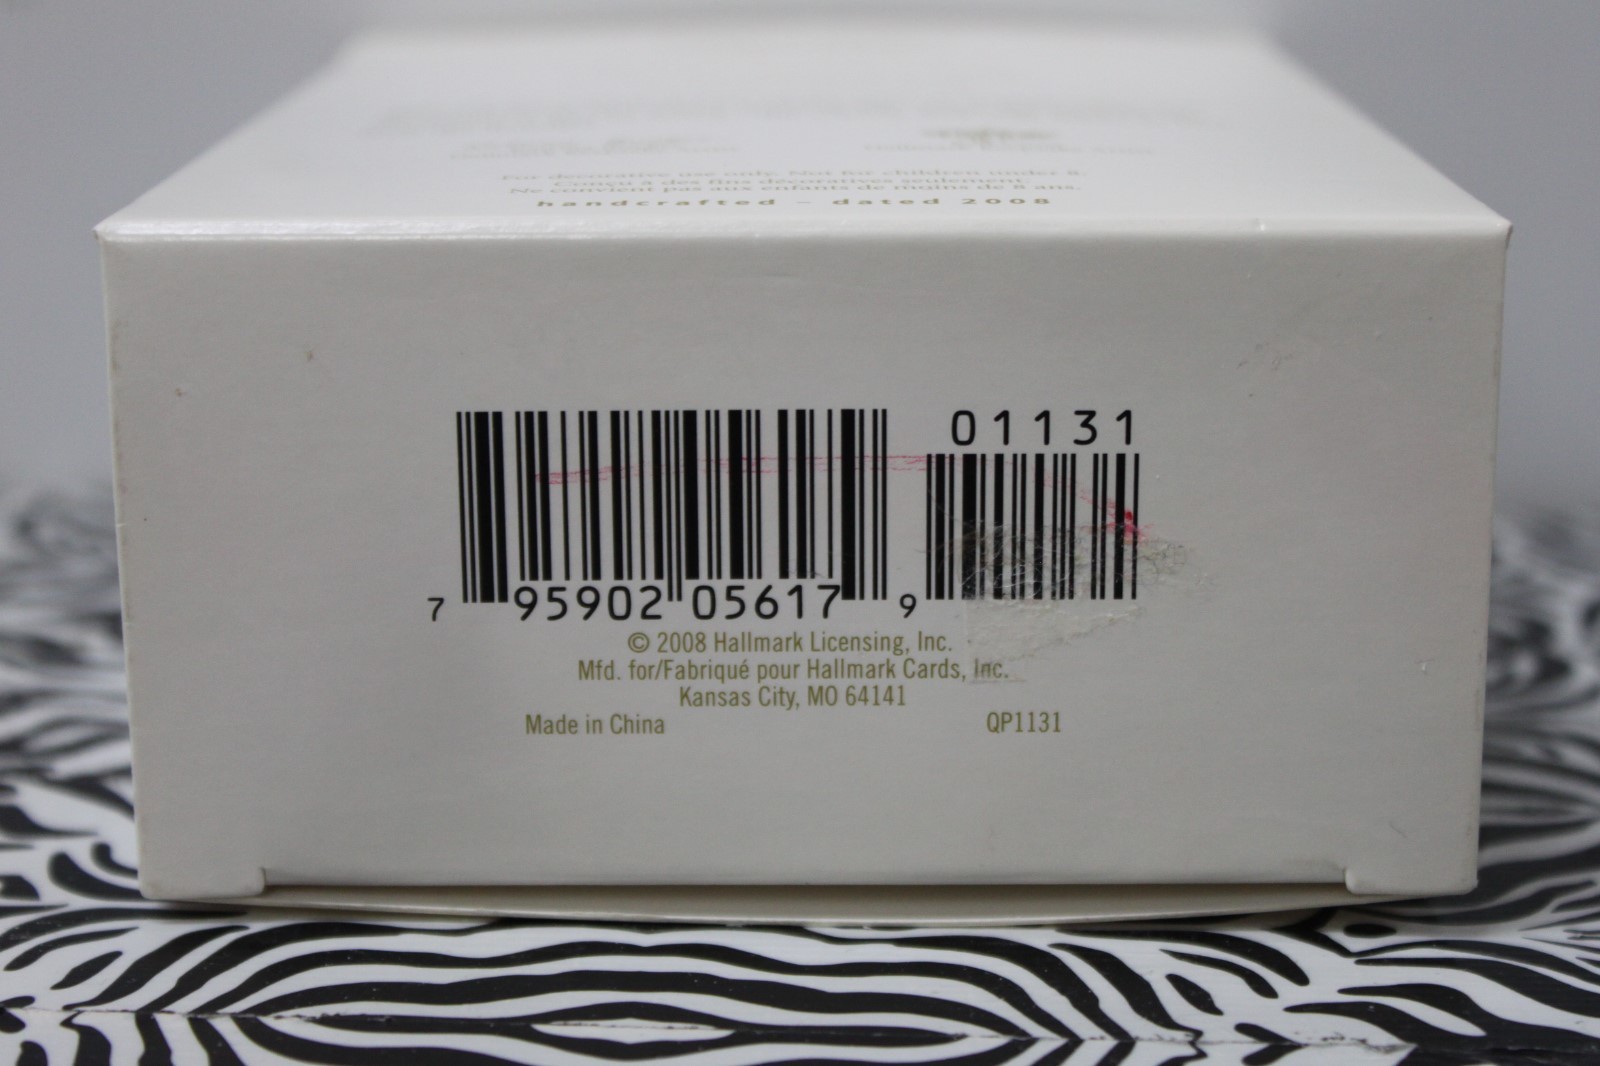 For decorative use only. Not for children under 8.
Conçu à des fins décoratives seulement.
Ne convient pas aux enfants de moins de 8 ans.
handcrafted - dated 2008
01131
7 95902 05617 9
© 2008 Hallmark Licensing, Inc.
Mfd. for/Fabriqué pour Hallmark Cards, Inc.
Kansas City, MO 64141
Made in China QP1131